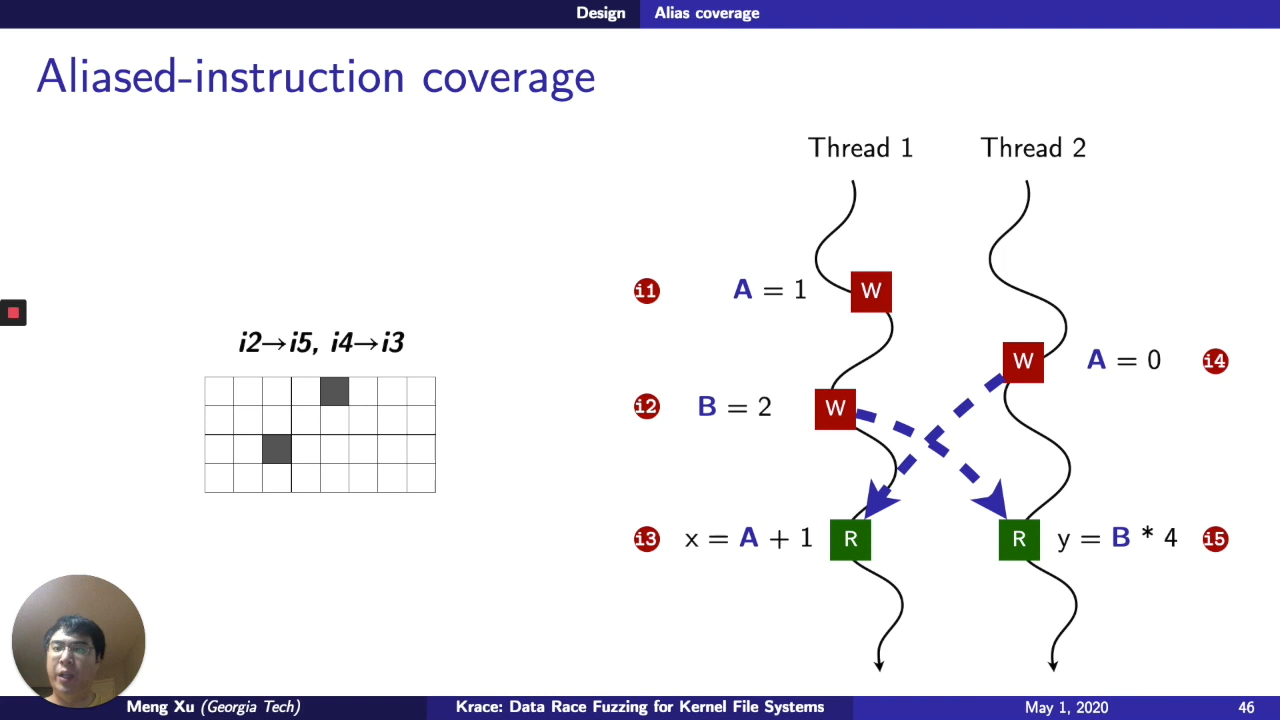 Design Alias coverage
Aliased-instruction coverage
Thread 1 Thread 2
i1 A = 1 W
W A = 0 i4
i2→i5, i4→i3
i2 B = 2 W
i3 x = A + 1 R R y = B * 4 i5
Meng Xu (Georgia Tech) Krace: Data Race Fuzzing for Kernel File Systems May 1, 2020 46